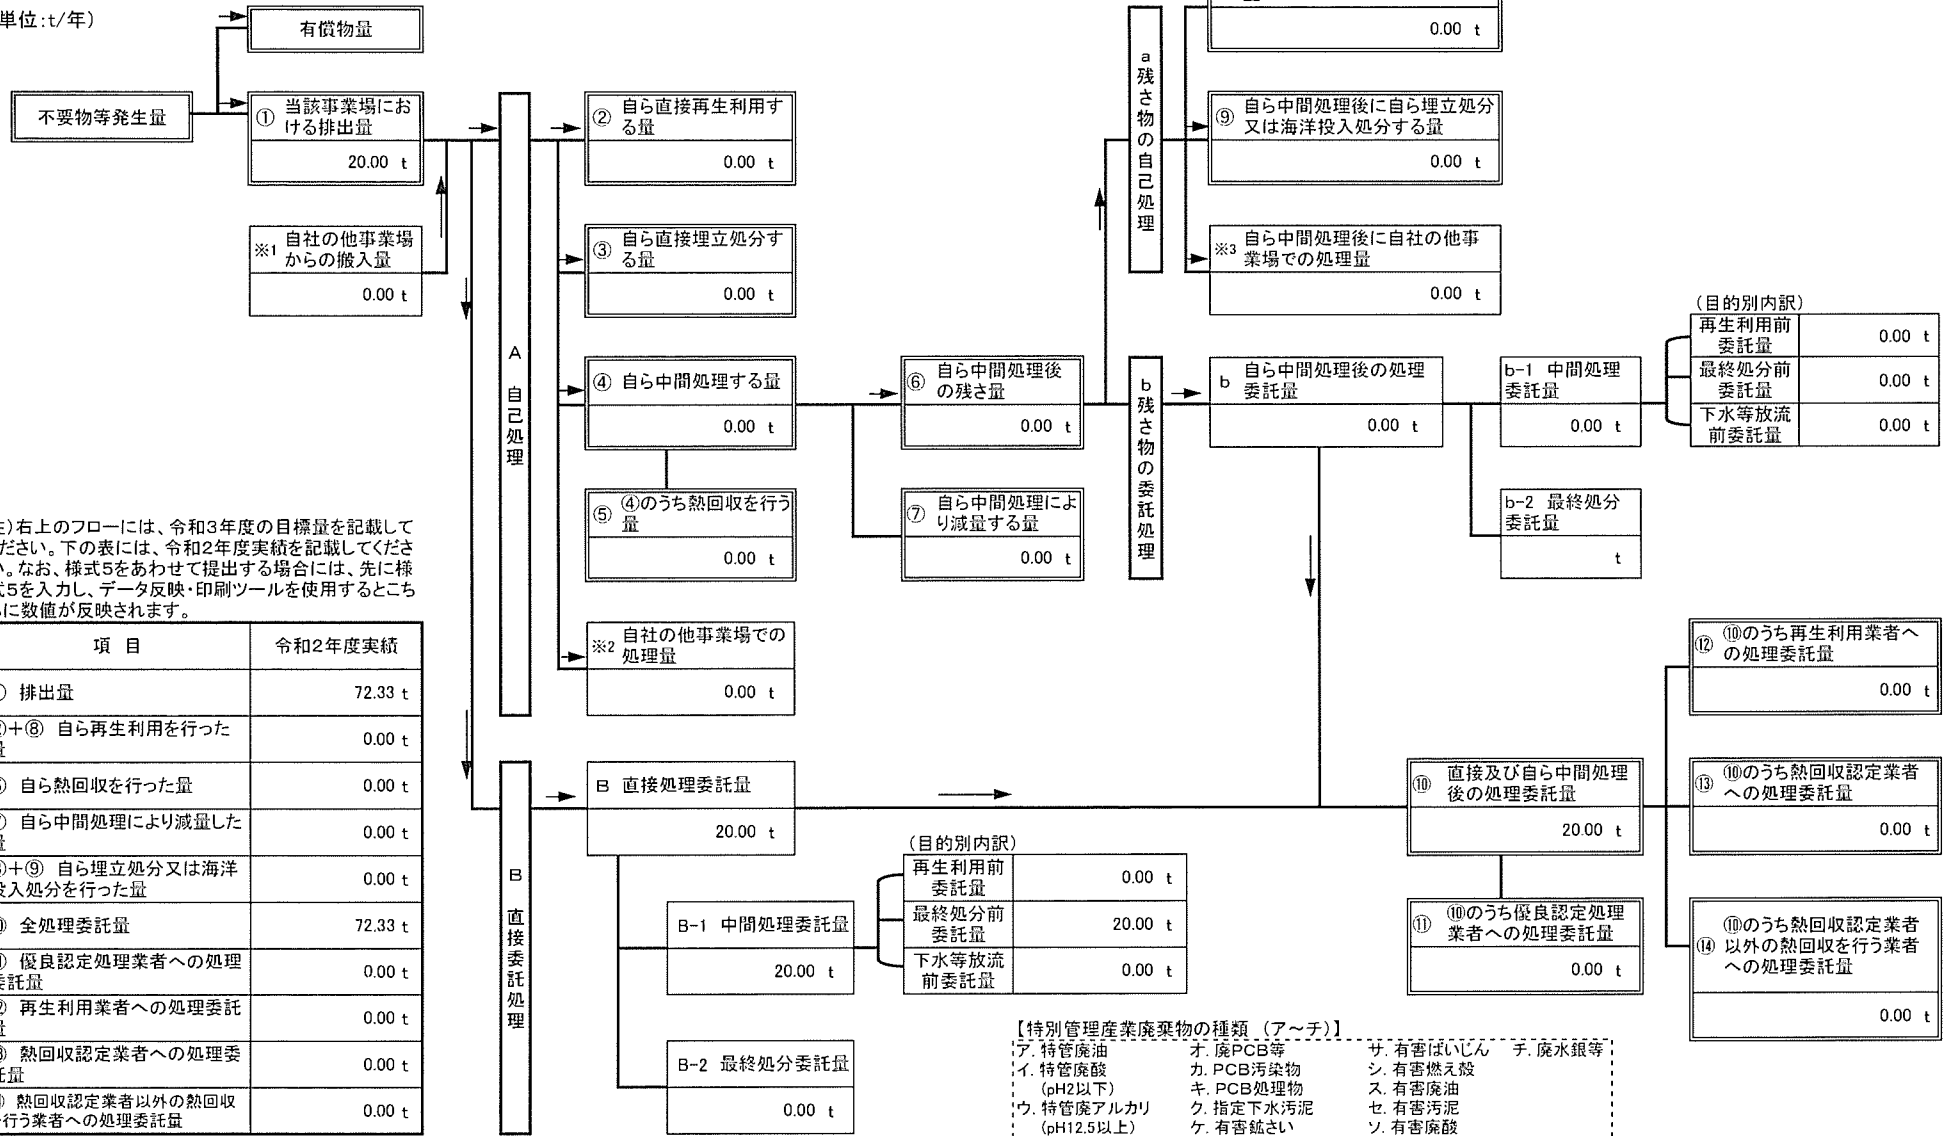 単位:t/年)
有償物量
不要物等発生量
① 当該事業場にお
ける排出量
20.00 t
※1 自社の他事業場
からの搬入量
0.00 t
A 自己処理
② 自ら直接再生利用す
る量
0.00 t
③ 自ら直接埋立処分す
る量
0.00 t
④ 自ら中間処理する量
0.00 t
⑤ ④のうち熱回収を行う
量
0.00 t
※2 自社の他事業場での
処理量
0.00 t
⑥ 自ら中間処理後
の残さ量
0.00 t
⑦ 自ら中間処理によ
り減量する量
0.00 t
a 残さ物の自己処理
0.00 t
⑨ 自ら中間処理後に自ら埋立処分
又は海洋投入処分する量
0.00 t
※3 自ら中間処理後に自社の他事
業場での処理量
0.00 t
b 残さ物の委託処理
b 自ら中間処理後の処理
委託量
0.00 t
b-1 中間処理
委託量
0.00 t
(目的別内訳)
再生利用前
委託量
0.00 t
最終処分前
委託量
0.00 t
下水等放流
前委託量
0.00 t
b-2 最終処分
委託量
t
)右上のフローには、令和3年度の目標量を記載して
ださい。下の表には、令和2年度実績を記載してくださ
い。なお、様式5をあわせて提出する場合には、先に様
式5を入力し、データ反映・印刷ツールを使用するとこち
に数値が反映されます。
項 目 令和2年度実績
排出量 72.33 t
+⑧ 自ら再生利用を行った
量 0.00 t
自ら熱回収を行った量 0.00 t
自ら中間処理により減量した
量 0.00 t
+⑨ 自ら埋立処分又は海洋
投入処分を行った量 0.00 t
全処理委託量 72.33 t
優良認定処理業者への処理
委託量 0.00 t
再生利用業者への処理委託
量 0.00 t
熱回収認定業者への処理委
託量 0.00 t
熱回収認定業者以外の熱回収
を行う業者への処理委託量 0.00 t
B 直接委託処理
B 直接処理委託量
20.00 t
B-1 中間処理委託量
20.00 t
(目的別内訳)
再生利用前
委託量
0.00 t
最終処分前
委託量
20.00 t
下水等放流
前委託量
0.00 t
B-2 最終処分委託量
0.00 t
⑩ 直接及び自ら中間処理
後の処理委託量
20.00 t
⑪ ⑩のうち優良認定処理
業者への処理委託量
0.00 t
⑫ ⑩のうち再生利用業者へ
の処理委託量
0.00 t
⑬ ⑩のうち熱回収認定業者
への処理委託量
0.00 t
⑭ ⑩のうち熱回収認定業者
以外の熱回収を行う業者
への処理委託量
0.00 t
【特別管理産業廃棄物の種類 (ア~チ)】
ア. 特管廃油 オ. 廃PCB等 サ. 有害ばいじん チ. 廃水銀等
イ. 特管廃酸 カ. PCB汚染物 シ. 有害燃え殻
(pH2以下) キ. PCB処理物 ス. 有害廃油
ウ. 特管廃アルカリ ク. 指定下水汚泥 セ. 有害汚泥
(pH12.5以上) ケ. 有害鉱さい ソ. 有害廃酸